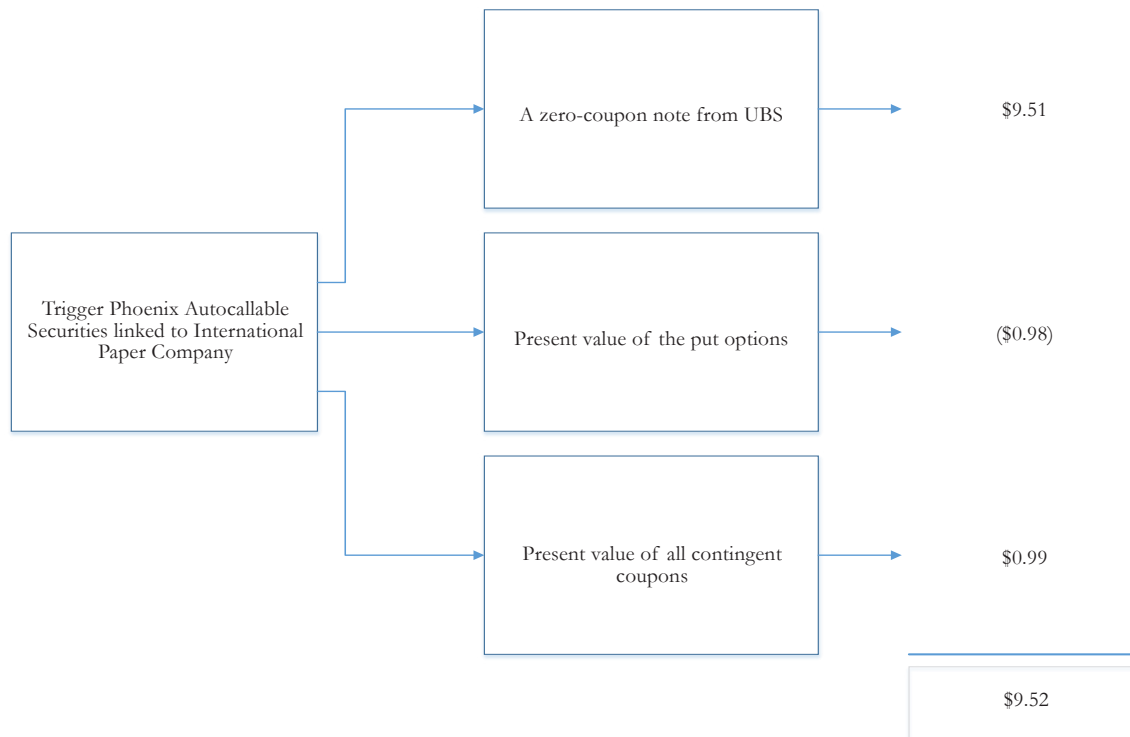 A zero-coupon note from UBS
$9.51
Trigger Phoenix Autocallable
Securities linked to International
Paper Company
Present value of the put options
($0.98)
Present value of all contingent
coupons
$0.99
$9.52